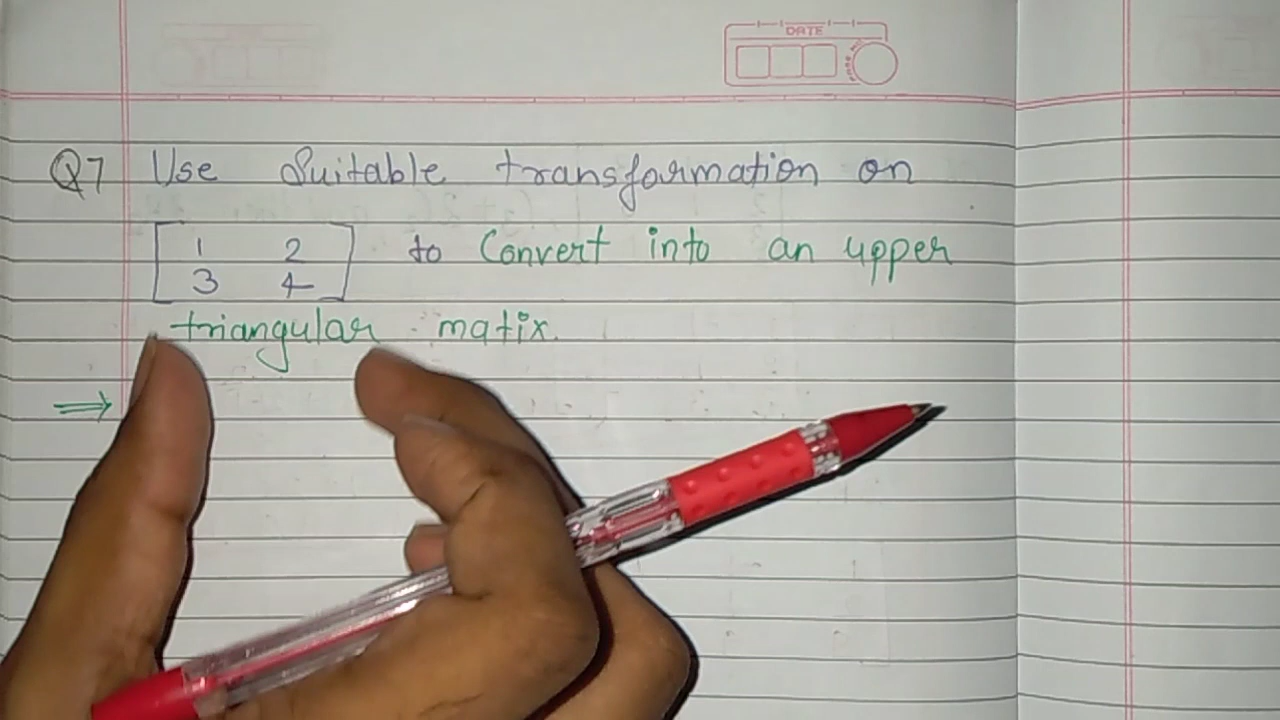 DATE
Q7 Use Suitable transformation on
[ 1 2
3 4 ] to Convert into an upper
triangular matix.
⇒